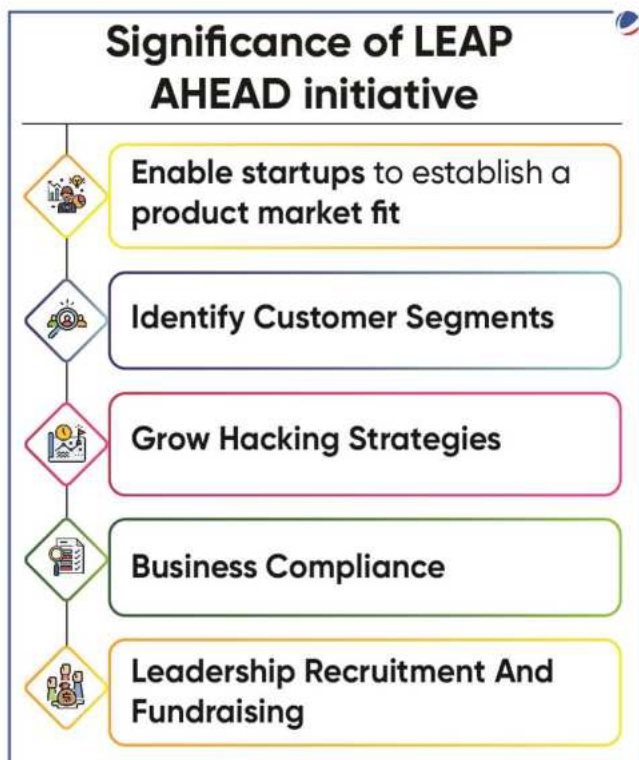 Significance of LEAP
AHEAD initiative
Enable startups to establish a
product market fit
Identify Customer Segments
Grow Hacking Strategies
Business Compliance
Leadership Recruitment And
Fundraising